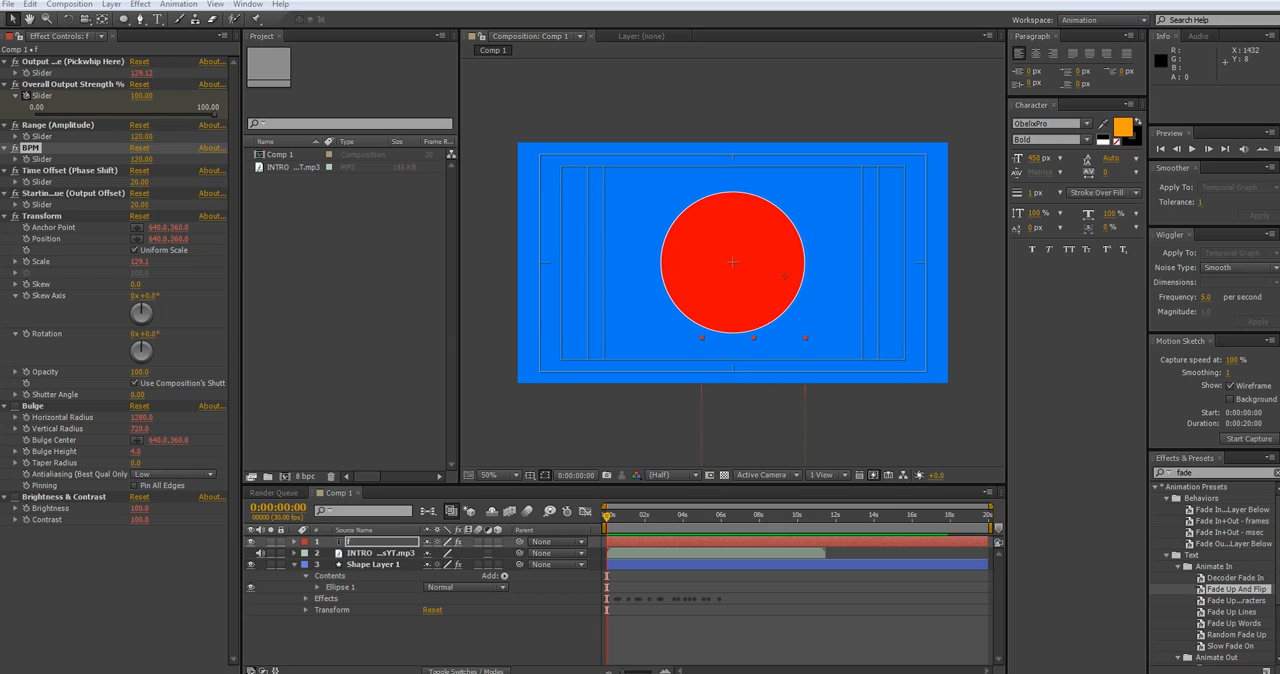 File Edit Composition Layer Effect Animation View Window Help
Workspace: Animation Search Help
Effect Controls: f
Comp 1 • f
Output ...e (Pickwhip Here) Reset About...
Slider 129.12
Overall Output Strength % Reset About...
Slider 100.00
0.00 100.00
Range (Amplitude) Reset About...
Slider 120.00
BPM Reset About...
Slider 120.00
Time Offset (Phase Shift) Reset About...
Slider 20.00
Startin...se (Output Offset) Reset About...
Slider 20.00
Transform Reset About...
Anchor Point 640.0,360.0
Position 640.0,360.0
Uniform Scale
Scale 129.1
100.0
Skew 0.0
Skew Axis 0x+0.0°
Rotation 0x+0.0°
Opacity 100.0
Use Composition's Shutt
Shutter Angle 0.00
Bulge Reset About...
Horizontal Radius 1280.0
Vertical Radius 720.0
Bulge Center 640.0,360.0
Bulge Height 4.0
Taper Radius 0.0
Antialiasing (Best Qual Only Low
Pinning Pin All Edges
Brightness & Contrast Reset About...
Brightness 100.0
Contrast 100.0
Project
Name Type Size Frame R...
Comp 1 Composition 30
INTRO ...T.mp3 MP3 185 KB
8 bpc
Composition: Comp 1 Layer: (none)
Comp 1
50% 0:00:00:00 (Half) Active Camera 1 View +0.0
Render Queue Comp 1
0:00:00:00
00000 (30.00 fps)
# Source Name Parent
00s 02s 04s 06s 08s 10s 12s 14s 16s 18s 20s
1 T f None
2 INTRO ...sYT.mp3 None
3 Shape Layer 1 None
Contents Add:
Ellipse 1 Normal
Effects
Transform Reset
Toggle Switches / Modes
Paragraph
0 px 0 px 0 px
0 px 0 px
Character
ObelixPro
Bold
450 px Auto
Metrics 0
1 px Stroke Over Fill
100 % 100 %
0 px 0 %
T T TT Tт T¹ T₁
Info Audio
R: X: 1432
G: Y: 8
B:
A: 0
Preview
Smoother
Apply To: Temporal Graph
Tolerance: 1
Apply
Wiggler
Apply To: Temporal Graph
Noise Type: Smooth
Dimensions:
Frequency: 5.0 per second
Magnitude: 1.0
Apply
Motion Sketch
Capture speed at: 100 %
Smoothing: 1
Show: Wireframe
Background
Start: 0:00:00:00
Duration: 0:00:20:00
Start Capture
Effects & Presets
fade
* Animation Presets
Behaviors
Fade In...Layer Below
Fade In+Out - frames
Fade In+Out - msec
Fade Ou...Layer Below
Text
Animate In
Decoder Fade In
Fade Up And Flip
Fade Up...racters
Fade Up Lines
Fade Up Words
Random Fade Up
Slow Fade On
Animate Out